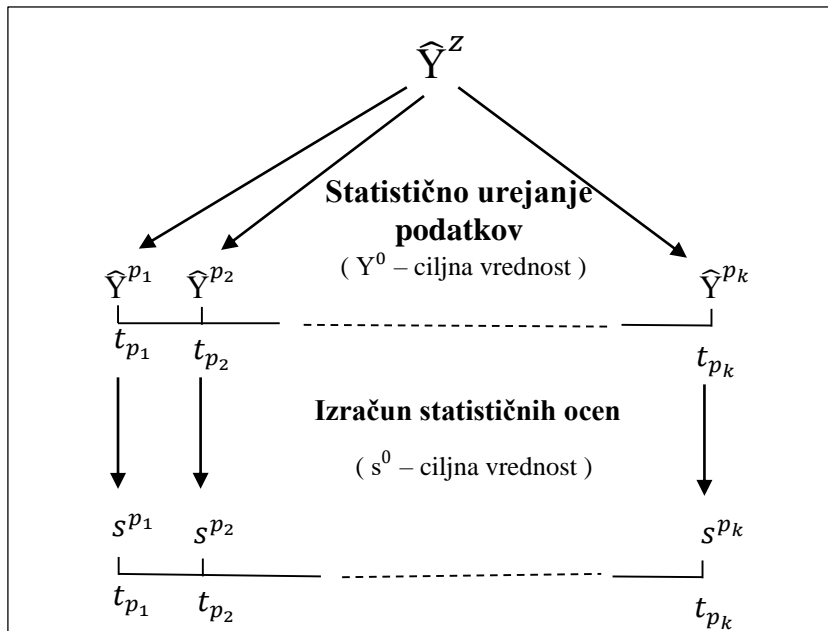 Ŷ^z
Statistično urejanje
podatkov
( Y^0 – ciljna vrednost )
Ŷ^{p_1} Ŷ^{p_2} Ŷ^{p_k}
t_{p_1} t_{p_2} t_{p_k}
Izračun statističnih ocen
( s^0 – ciljna vrednost )
s^{p_1} s^{p_2} s^{p_k}
t_{p_1} t_{p_2} t_{p_k}